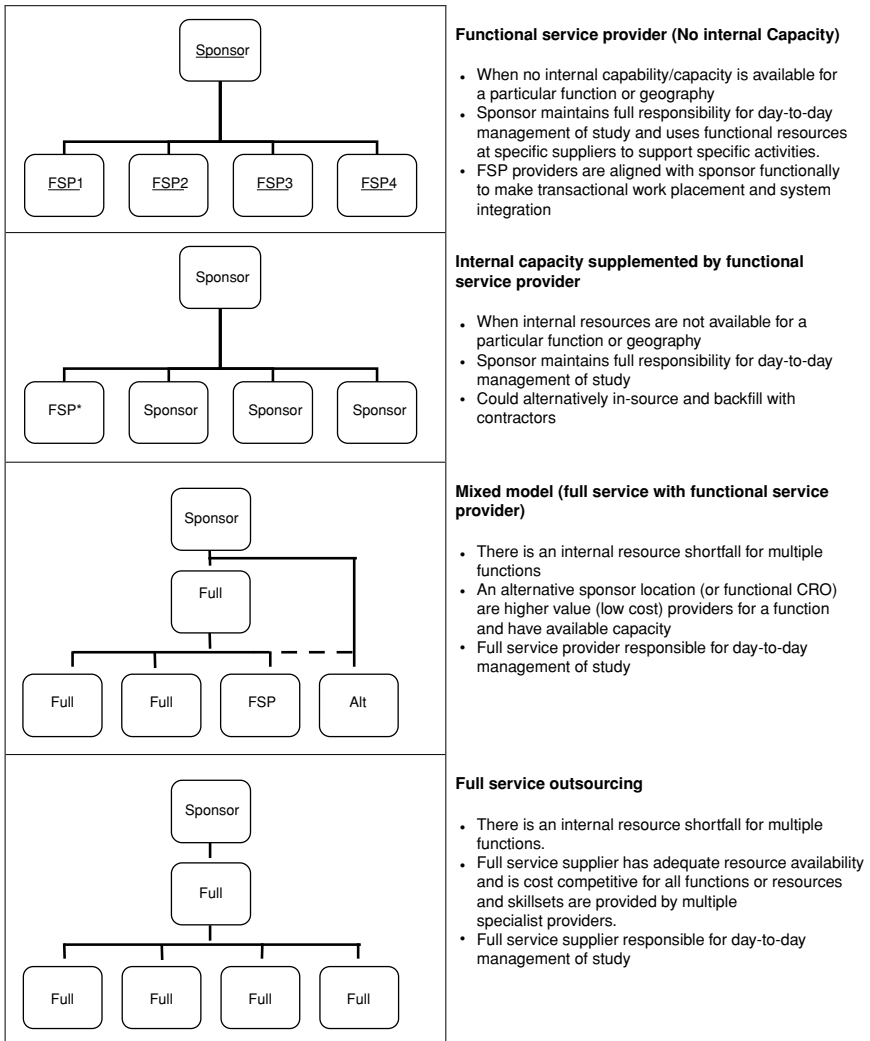 Sponsor
FSP1
FSP2
FSP3
FSP4
Functional service provider (No internal Capacity)
• When no internal capability/capacity is available for
a particular function or geography
• Sponsor maintains full responsibility for day-to-day
management of study and uses functional resources
at specific suppliers to support specific activities.
• FSP providers are aligned with sponsor functionally
to make transactional work placement and system
integration
Sponsor
FSP*
Sponsor
Sponsor
Sponsor
Internal capacity supplemented by functional
service provider
• When internal resources are not available for a
particular function or geography
• Sponsor maintains full responsibility for day-to-day
management of study
• Could alternatively in-source and backfill with
contractors
Sponsor
Full
Full
Full
FSP
Alt
Mixed model (full service with functional service
provider)
• There is an internal resource shortfall for multiple
functions
• An alternative sponsor location (or functional CRO)
are higher value (low cost) providers for a function
and have available capacity
• Full service provider responsible for day-to-day
management of study
Sponsor
Full
Full
Full
Full
Full
Full service outsourcing
• There is an internal resource shortfall for multiple
functions.
• Full service supplier has adequate resource availability
and is cost competitive for all functions or resources
and skillsets are provided by multiple
specialist providers.
• Full service supplier responsible for day-to-day
management of study